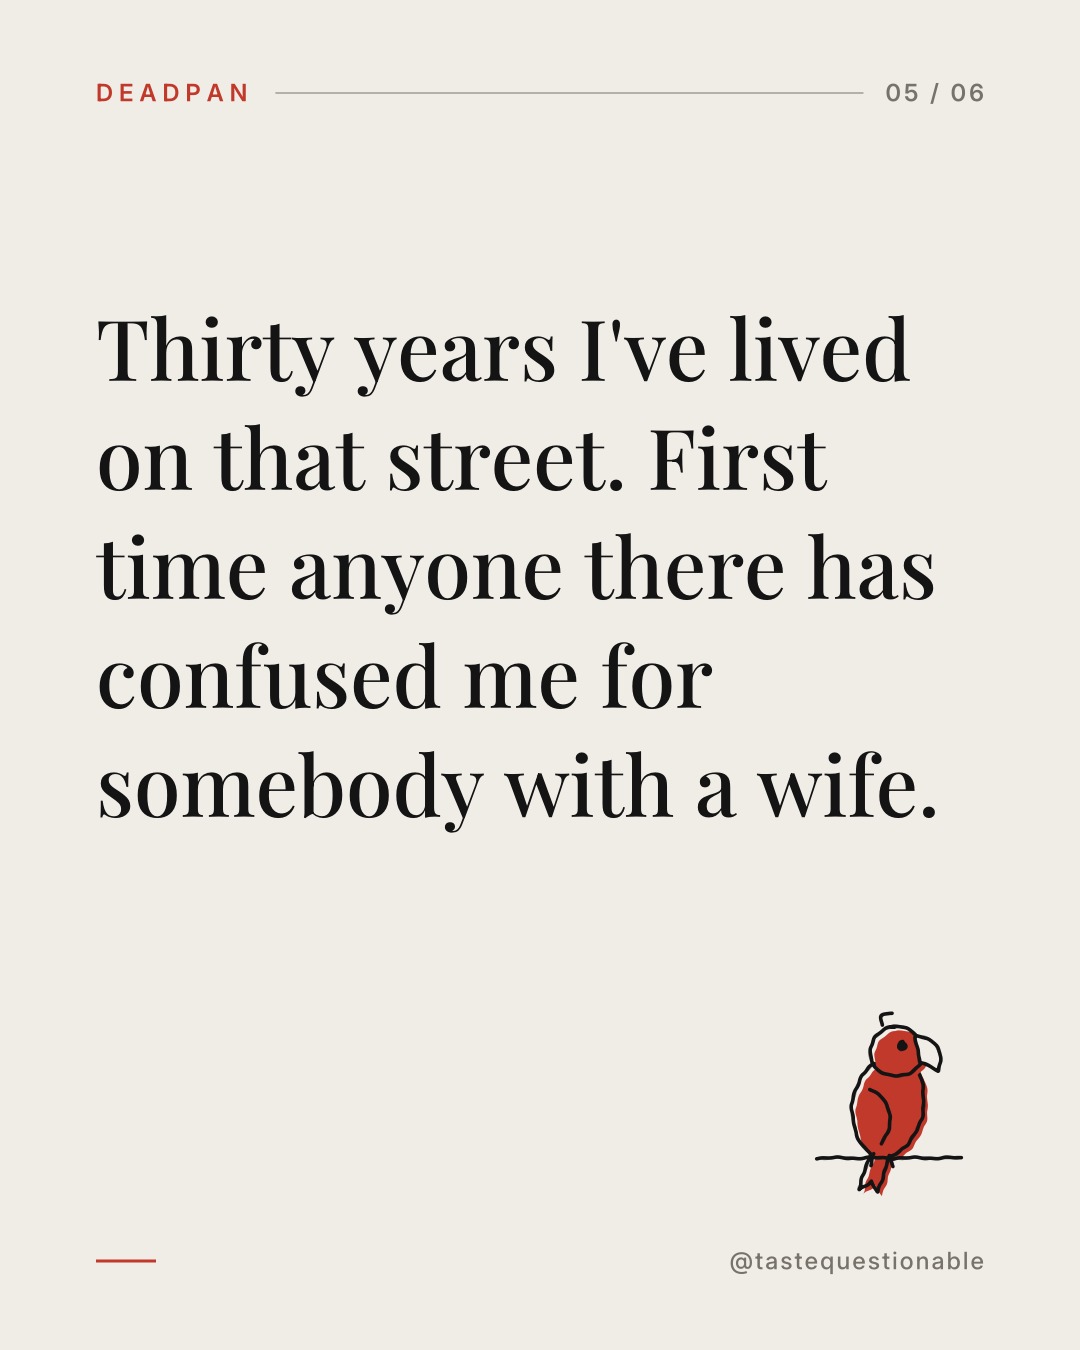 DEADPAN 05 / 06
Thirty years I've lived
on that street. First
time anyone there has
confused me for
somebody with a wife.
@tastequestionable